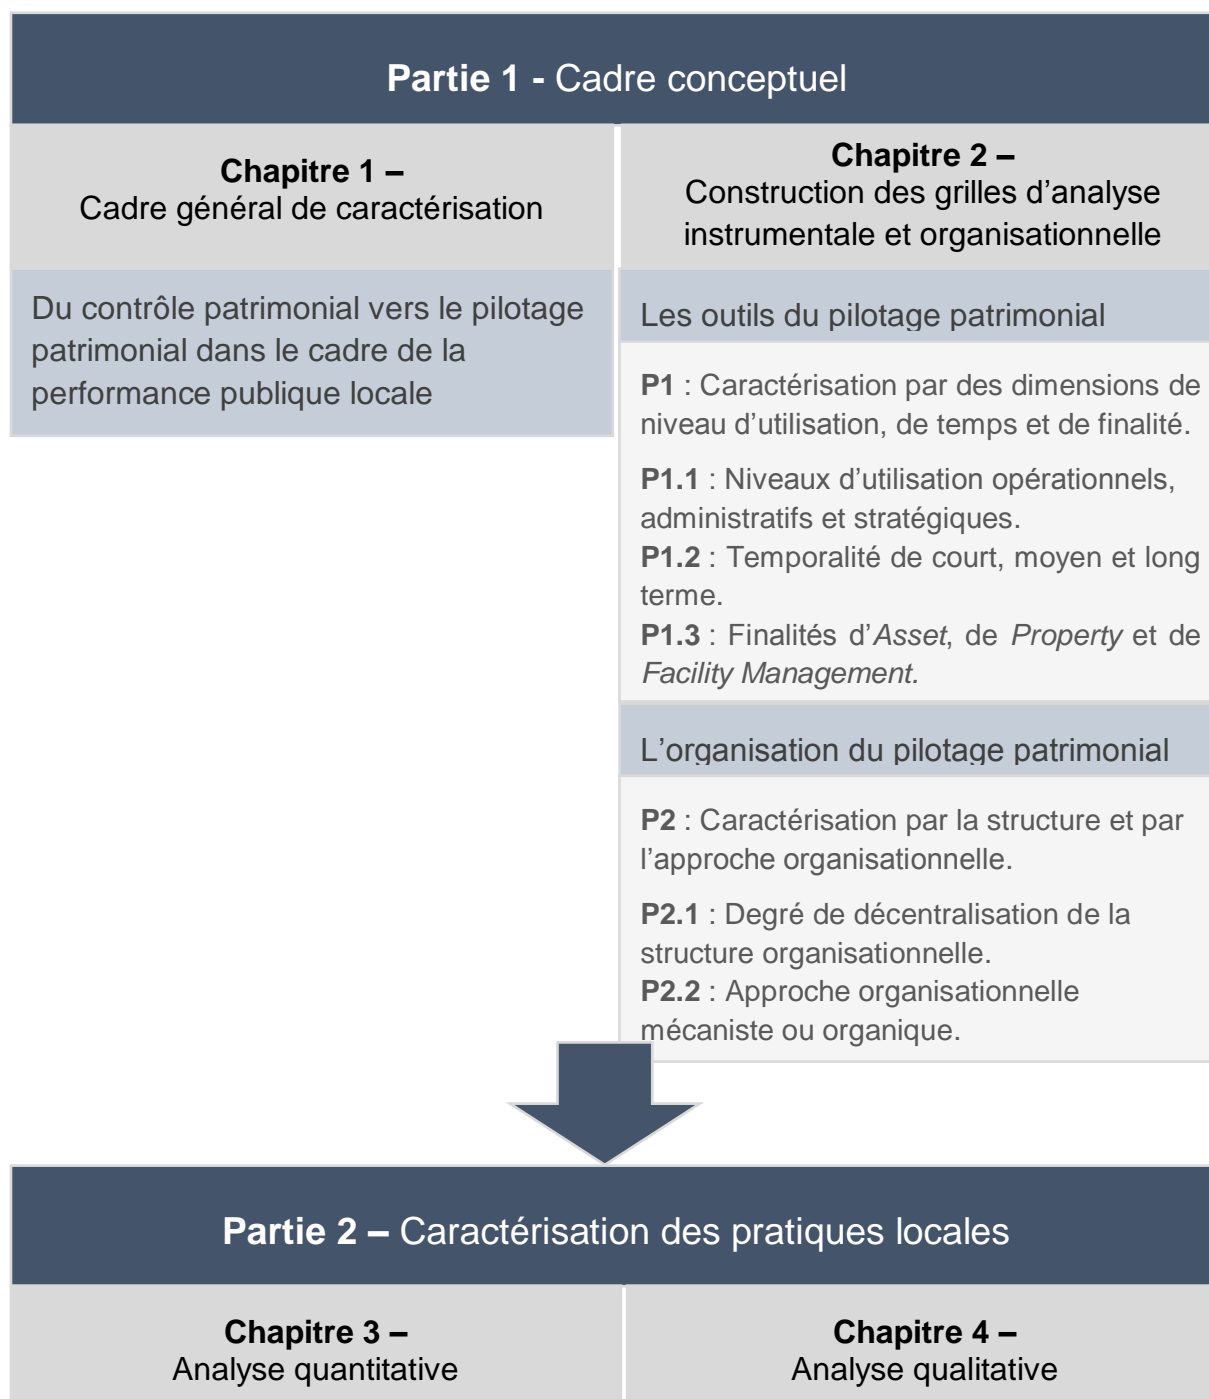 Partie 1 - Cadre conceptuel
Chapitre 1 –
Cadre général de caractérisation
Chapitre 2 –
Construction des grilles d’analyse
instrumentale et organisationnelle
Du contrôle patrimonial vers le pilotage
patrimonial dans le cadre de la
performance publique locale
Les outils du pilotage patrimonial
P1 : Caractérisation par des dimensions de
niveau d’utilisation, de temps et de finalité.
P1.1 : Niveaux d’utilisation opérationnels,
administratifs et stratégiques.
P1.2 : Temporalité de court, moyen et long
terme.
P1.3 : Finalités d’Asset, de Property et de
Facility Management.
L’organisation du pilotage patrimonial
P2 : Caractérisation par la structure et par
l’approche organisationnelle.
P2.1 : Degré de décentralisation de la
structure organisationnelle.
P2.2 : Approche organisationnelle
mécaniste ou organique.
Partie 2 – Caractérisation des pratiques locales
Chapitre 3 –
Analyse quantitative
Chapitre 4 –
Analyse qualitative